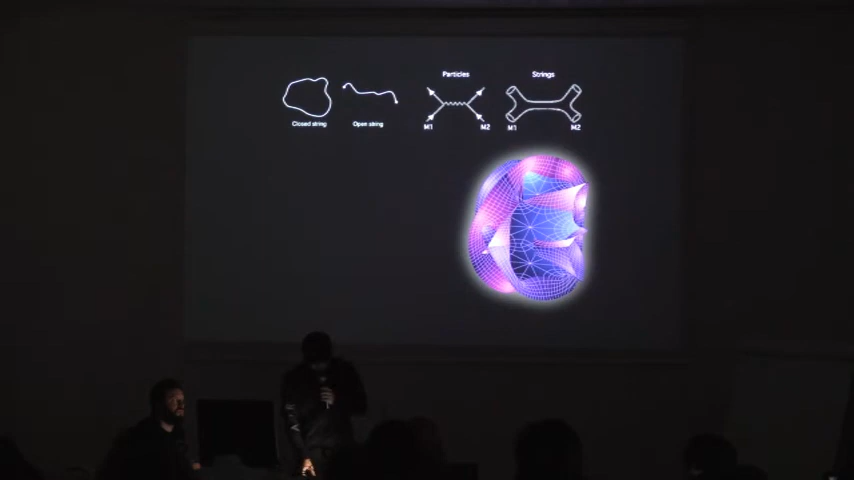 Particles
Strings
Closed string
Open string
M1
M2
M1
M2